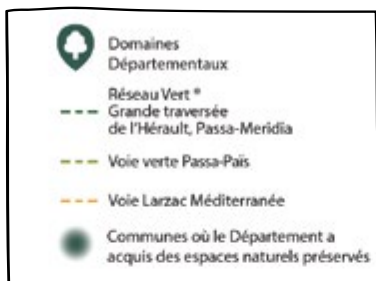 Domaines
Départementaux
Réseau Vert ®
Grande traversée
de l'Hérault, Passa-Meridia
Voie verte Passa-Païs
Voie Larzac Méditerranée
Communes où le Département a
acquis des espaces naturels préservés